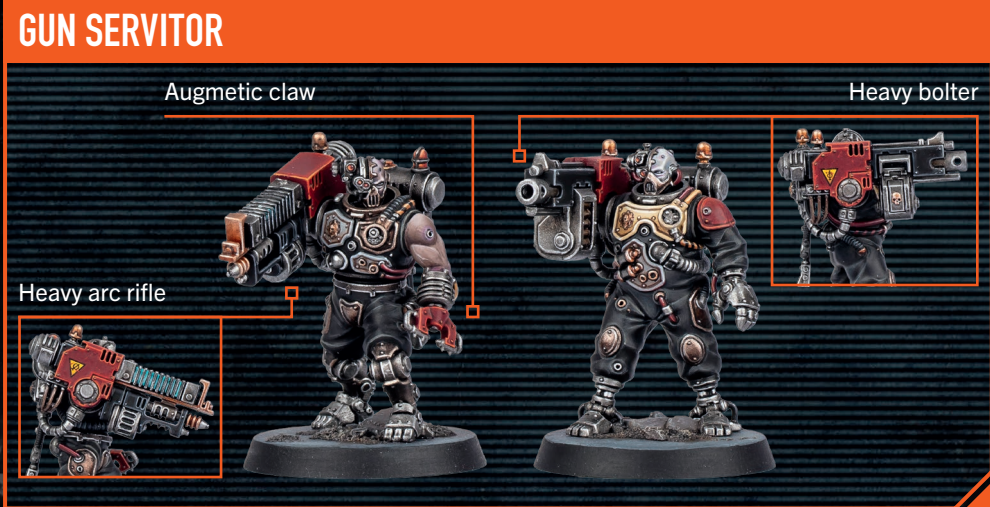 GUN SERVITOR
Augmetic claw
Heavy bolter
Heavy arc rifle